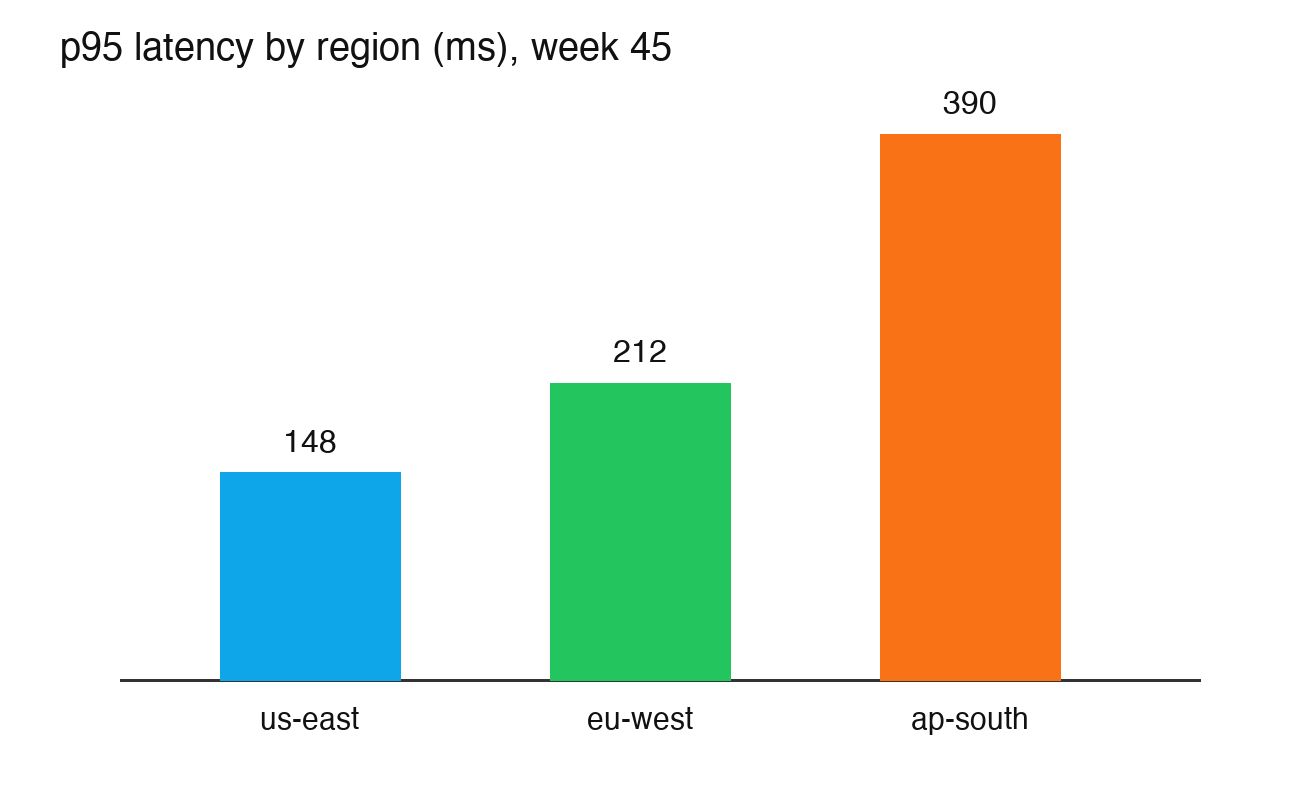 p95 latency by region (ms), week 45
390
212
148
us-east eu-west ap-south